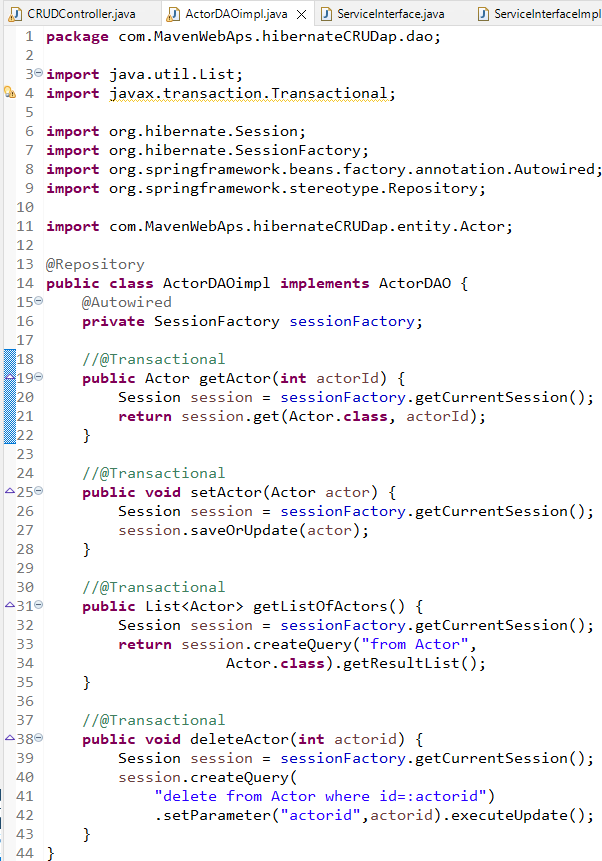 CRUDController.java ActorDAOimpl.java ServiceInterface.java ServiceInterfaceImpl
1 package com.MavenWebAps.hibernateCRUDap.dao;
2
3 import java.util.List;
4 import javax.transaction.Transactional;
5
6 import org.hibernate.Session;
7 import org.hibernate.SessionFactory;
8 import org.springframework.beans.factory.annotation.Autowired;
9 import org.springframework.stereotype.Repository;
10
11 import com.MavenWebAps.hibernateCRUDap.entity.Actor;
12
13 @Repository
14 public class ActorDAOimpl implements ActorDAO {
15     @Autowired
16     private SessionFactory sessionFactory;
17
18     //@Transactional
19     public Actor getActor(int actorId) {
20         Session session = sessionFactory.getCurrentSession();
21         return session.get(Actor.class, actorId);
22     }
23
24     //@Transactional
25     public void setActor(Actor actor) {
26         Session session = sessionFactory.getCurrentSession();
27         session.saveOrUpdate(actor);
28     }
29
30     //@Transactional
31     public List<Actor> getListOfActors() {
32         Session session = sessionFactory.getCurrentSession();
33         return session.createQuery("from Actor",
34                     Actor.class).getResultList();
35     }
36
37     //@Transactional
38     public void deleteActor(int actorid) {
39         Session session = sessionFactory.getCurrentSession();
40         session.createQuery(
41             "delete from Actor where id=:actorid")
42             .setParameter("actorid",actorid).executeUpdate();
43     }
44 }